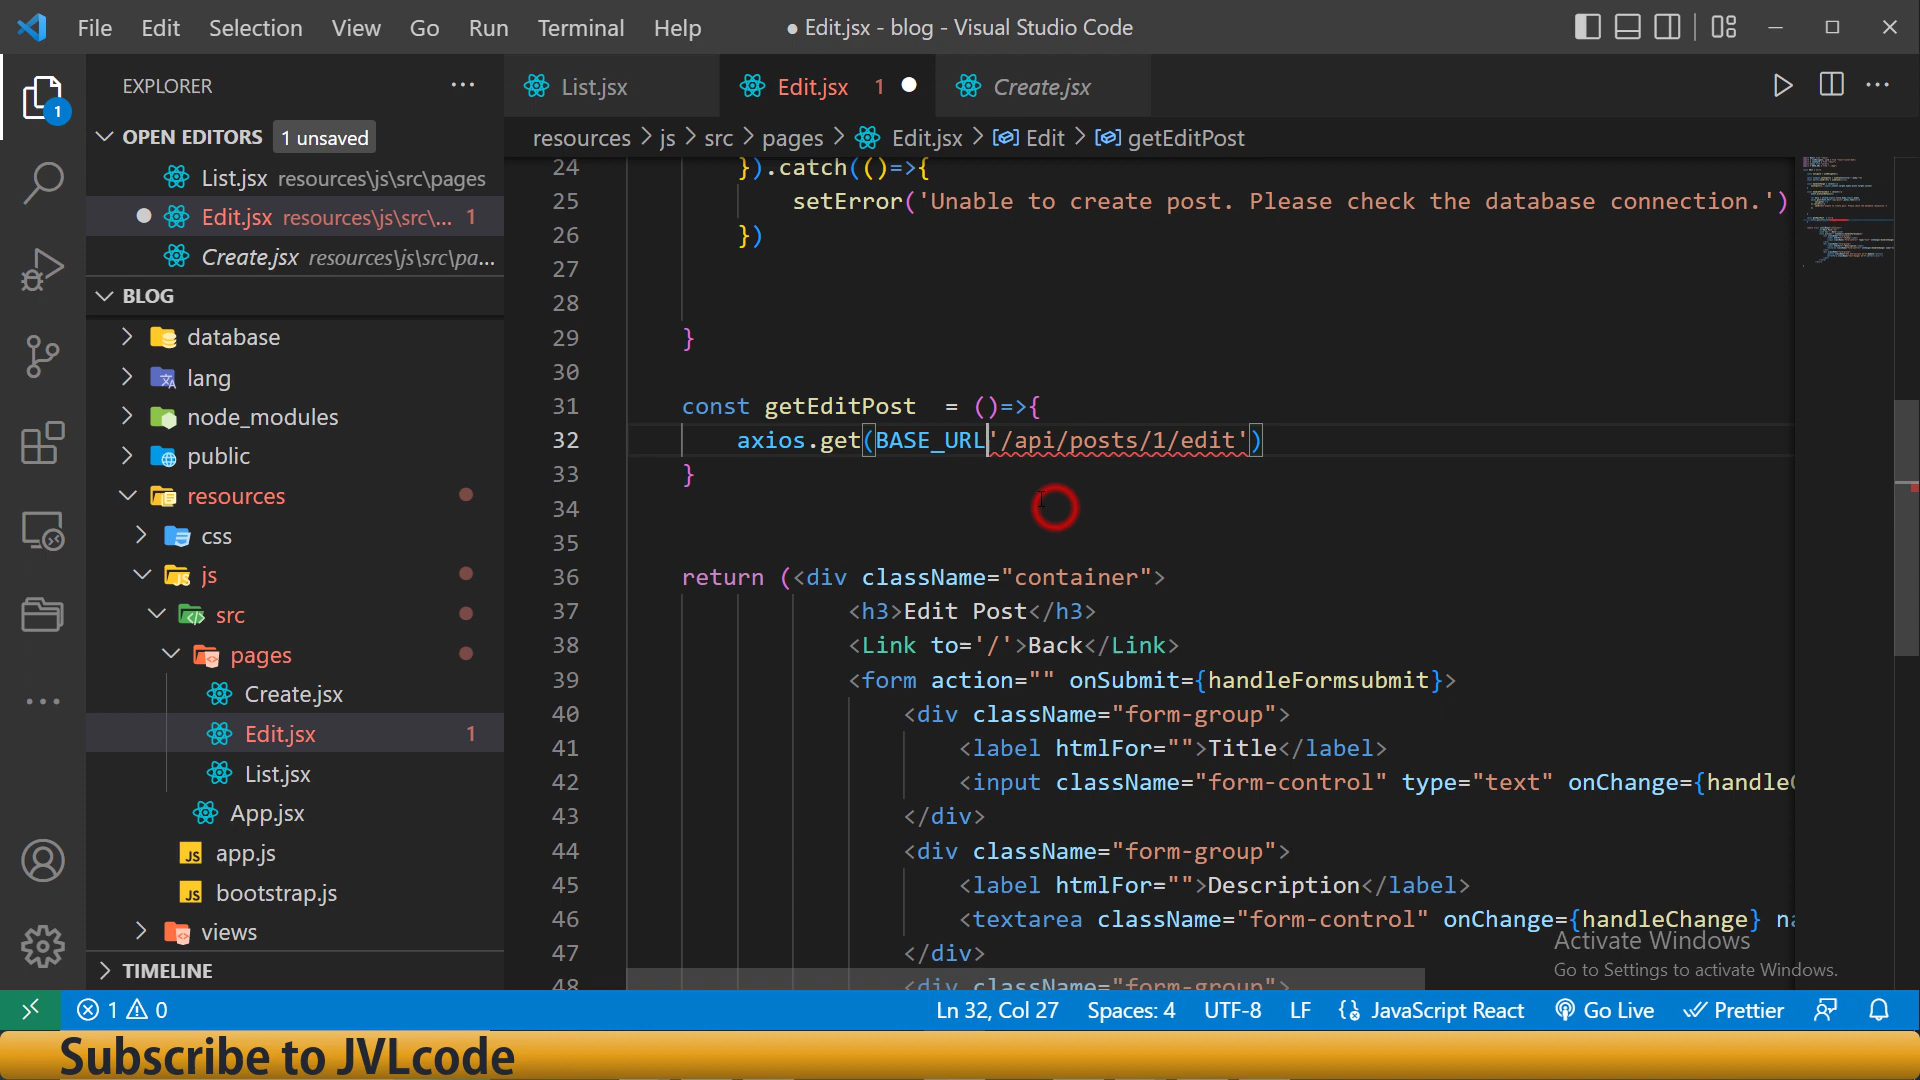 File Edit Selection View Go Run Terminal Help ● Edit.jsx - blog - Visual Studio Code
EXPLORER ···
List.jsx Edit.jsx 1 Create.jsx
OPEN EDITORS 1 unsaved
List.jsx resources\js\src\pages
Edit.jsx resources\js\src\... 1
Create.jsx resources\js\src\pa...
BLOG
database
lang
node_modules
public
resources
css
js
src
pages
Create.jsx
Edit.jsx 1
List.jsx
App.jsx
app.js
bootstrap.js
views
TIMELINE
1
resources > js > src > pages > Edit.jsx > Edit > getEditPost
24 }).catch(()=>{
25 setError('Unable to create post. Please check the database connection.')
26 })
27
28
29 }
30
31 const getEditPost = ()=>{
32 axios.get(BASE_URL'/api/posts/1/edit')
33 }
34
35
36 return (<div className="container">
37 <h3>Edit Post</h3>
38 <Link to='/'>Back</Link>
39 <form action="" onSubmit={handleFormsubmit}>
40 <div className="form-group">
41 <label htmlFor="">Title</label>
42 <input className="form-control" type="text" onChange={handleC
43 </div>
44 <div className="form-group">
45 <label htmlFor="">Description</label>
46 <textarea className="form-control" onChange={handleChange} na
47 </div>
48 <div className="form-group">
Activate Windows
Go to Settings to activate Windows.
1 0 Ln 32, Col 27 Spaces: 4 UTF-8 LF JavaScript React Go Live Prettier
Subscribe to JVLcode